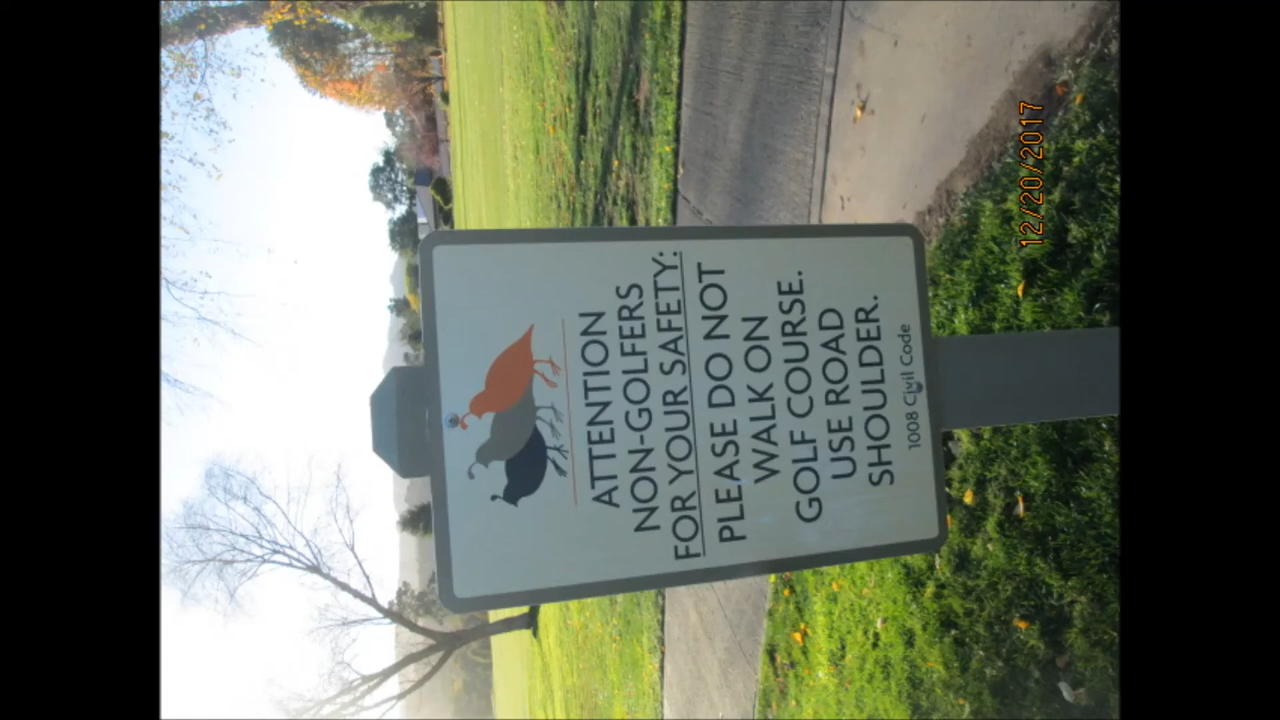 ATTENTION
NON-GOLFERS
FOR YOUR SAFETY:
PLEASE DO NOT
WALK ON
GOLF COURSE.
USE ROAD
SHOULDER.
1008 Civil Code
12/20/2017